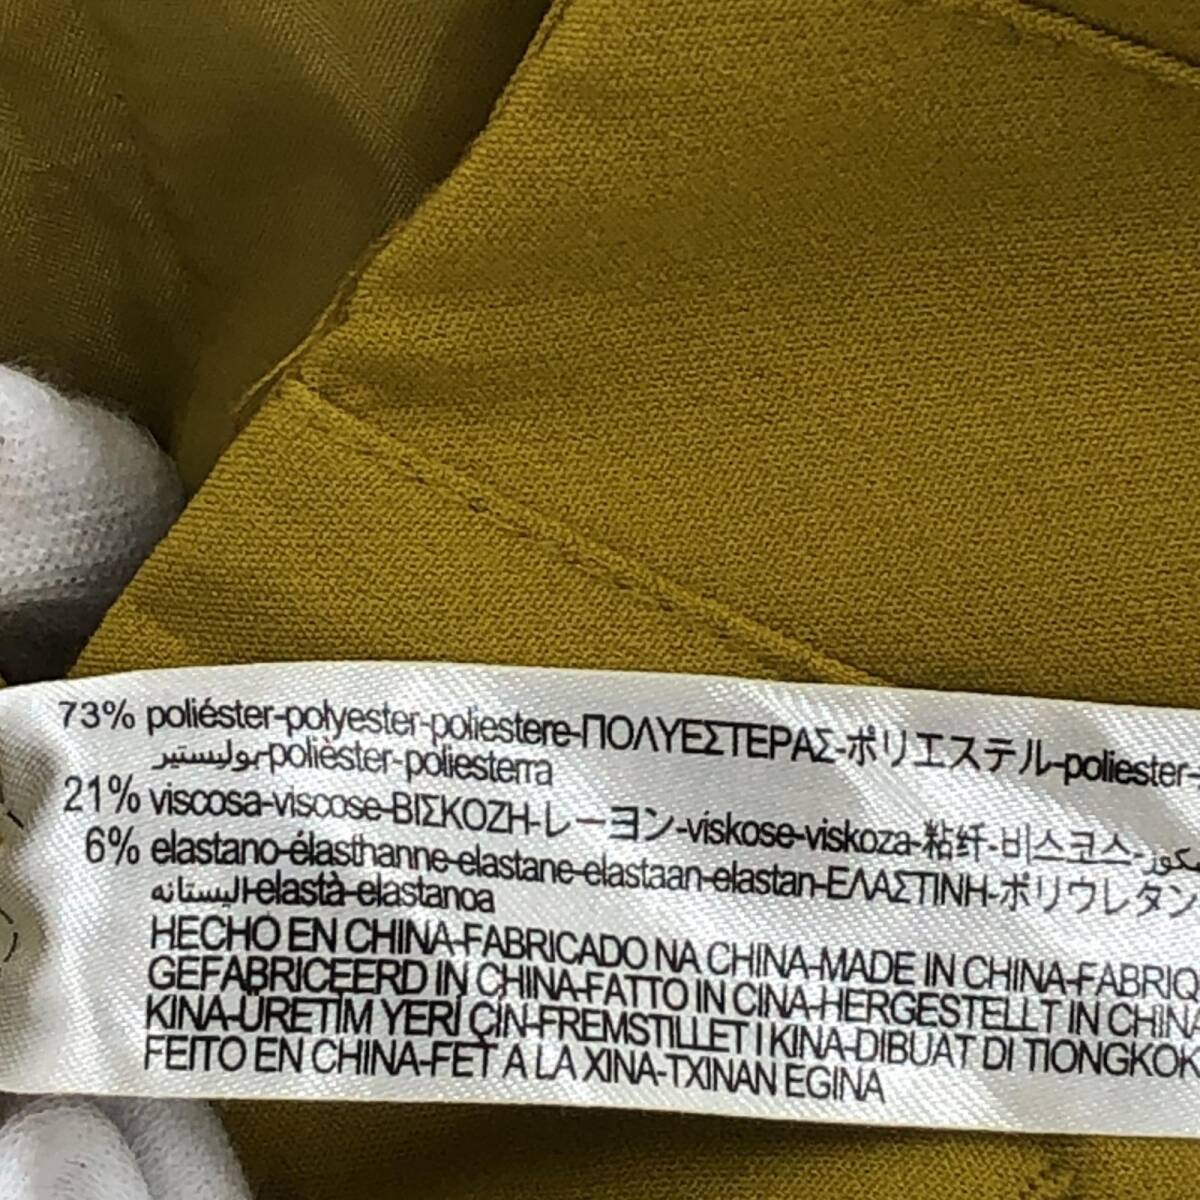 73% poliéster-polyester-poliestere-ΠΟΛΥΕΣΤΕΡΑΣ-ポリエステル-poliester-
بوليستير-polièster-poliesterra
21% viscosa-viscose-ΒΙΣΚΟΖΗ-レーヨン-viskose-viskoza-粘纤-비스코스-
6% elastano-élasthanne-elastane-elastaan-elastan-ΕΛΑΣΤΙΝΗ-ポリウレタン
اليستانه-elastà-elastanoa
HECHO EN CHINA-FABRICADO NA CHINA-MADE IN CHINA-FABRIQ
GEFABRICEERD IN CHINA-FATTO IN CINA-HERGESTELLT IN CHINA
KINA-ÜRETİM YERİ ÇİN-FREMSTILLET I KINA-DIBUAT DI TIONGKOK
FEITO EN CHINA-FET A LA XINA-TXINAN EGINA